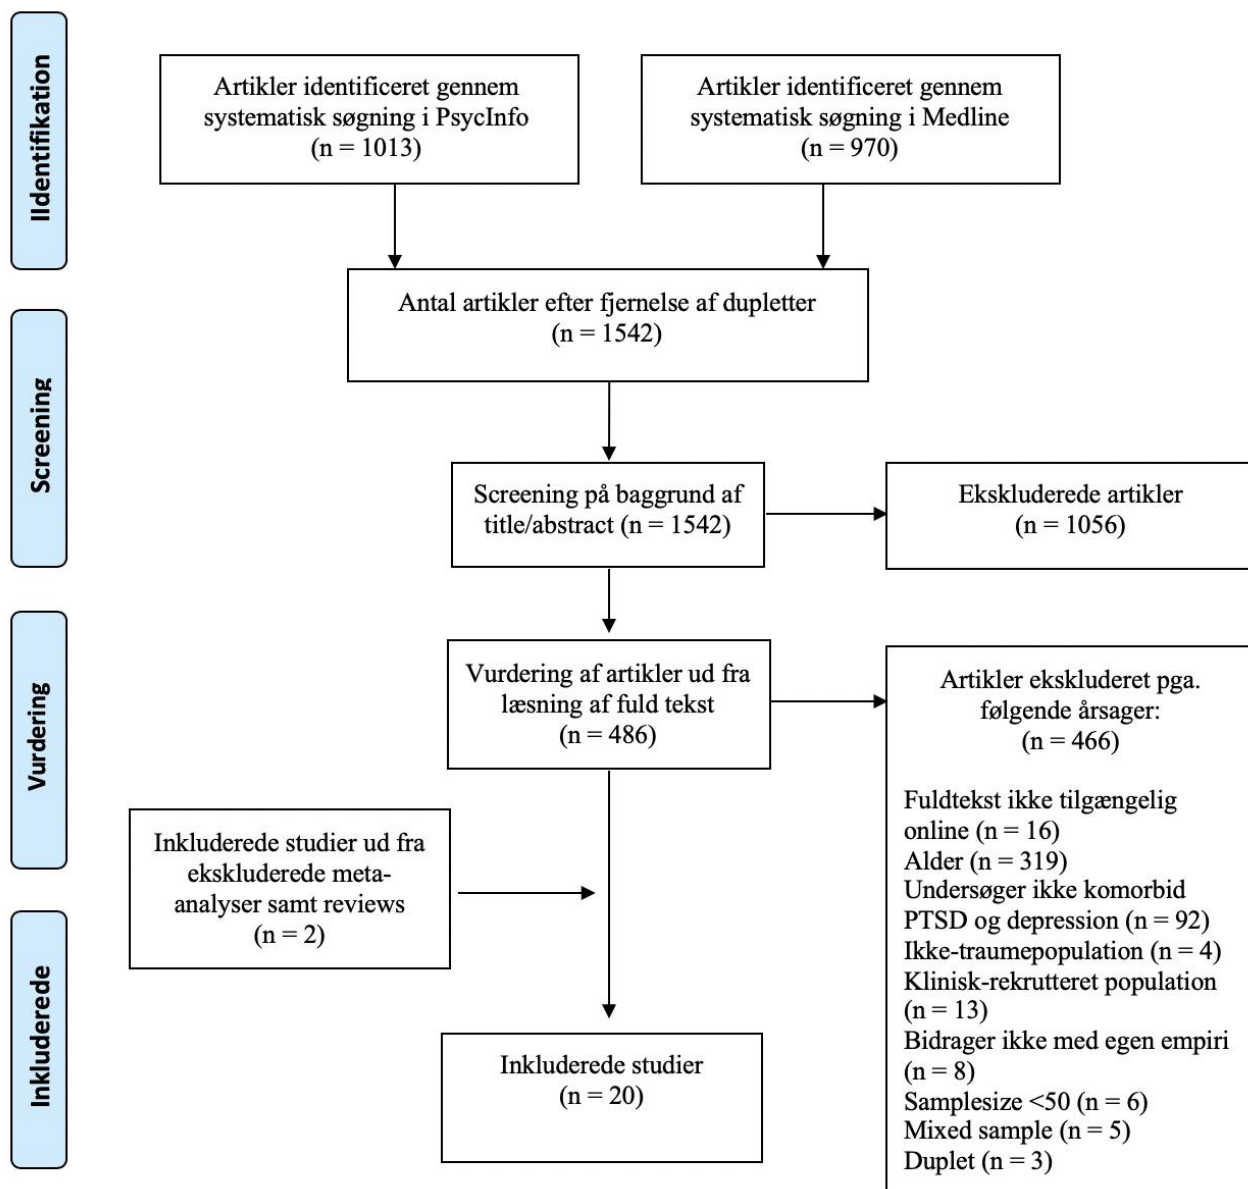 IIdentifikation
Artikler identificeret gennem
systematisk søgning i PsycInfo
(n = 1013)
Artikler identificeret gennem
systematisk søgning i Medline
(n = 970)
Antal artikler efter fjernelse af dupletter
(n = 1542)
Screening
Screening på baggrund af
title/abstract (n = 1542)
Ekskluderede artikler
(n = 1056)
Vurdering
Vurdering af artikler ud fra
læsning af fuld tekst
(n = 486)
Artikler ekskluderet pga.
følgende årsager:
(n = 466)
Fuldtekst ikke tilgængelig
online (n = 16)
Alder (n = 319)
Undersøger ikke komorbid
PTSD og depression (n = 92)
Ikke-traumepopulation (n = 4)
Klinisk-rekrutteret population
(n = 13)
Bidrager ikke med egen empiri
(n = 8)
Samplesize <50 (n = 6)
Mixed sample (n = 5)
Duplet (n = 3)
Inkluderede studier ud fra
ekskluderede meta-
analyser samt reviews
(n = 2)
Inkluderede
Inkluderede studier
(n = 20)